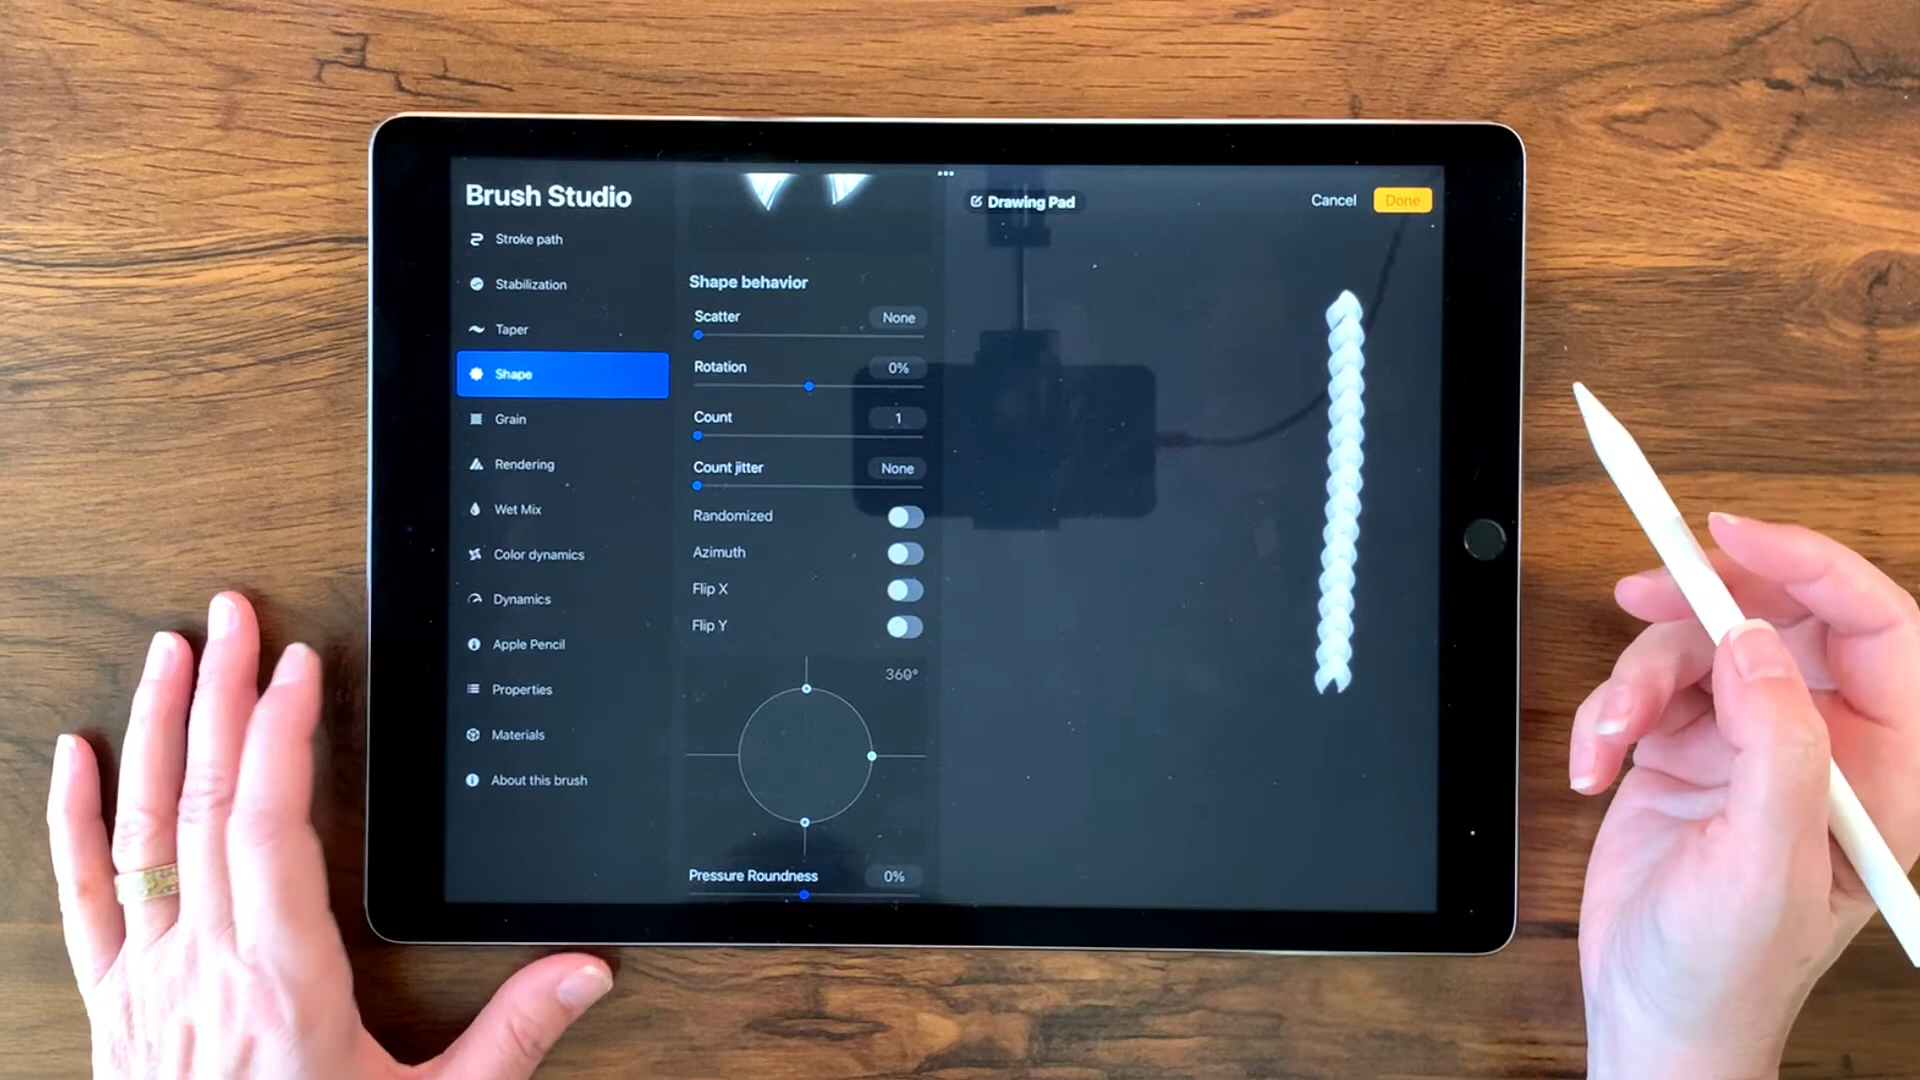 Brush Studio
Stroke path
Stabilization
Taper
Shape
Grain
Rendering
Wet Mix
Color dynamics
Dynamics
Apple Pencil
Properties
Materials
About this brush
Shape behavior
Scatter None
Rotation 0%
Count 1
Count jitter None
Randomized
Azimuth
Flip X
Flip Y
360°
Pressure Roundness 0%
Drawing Pad
Cancel Done